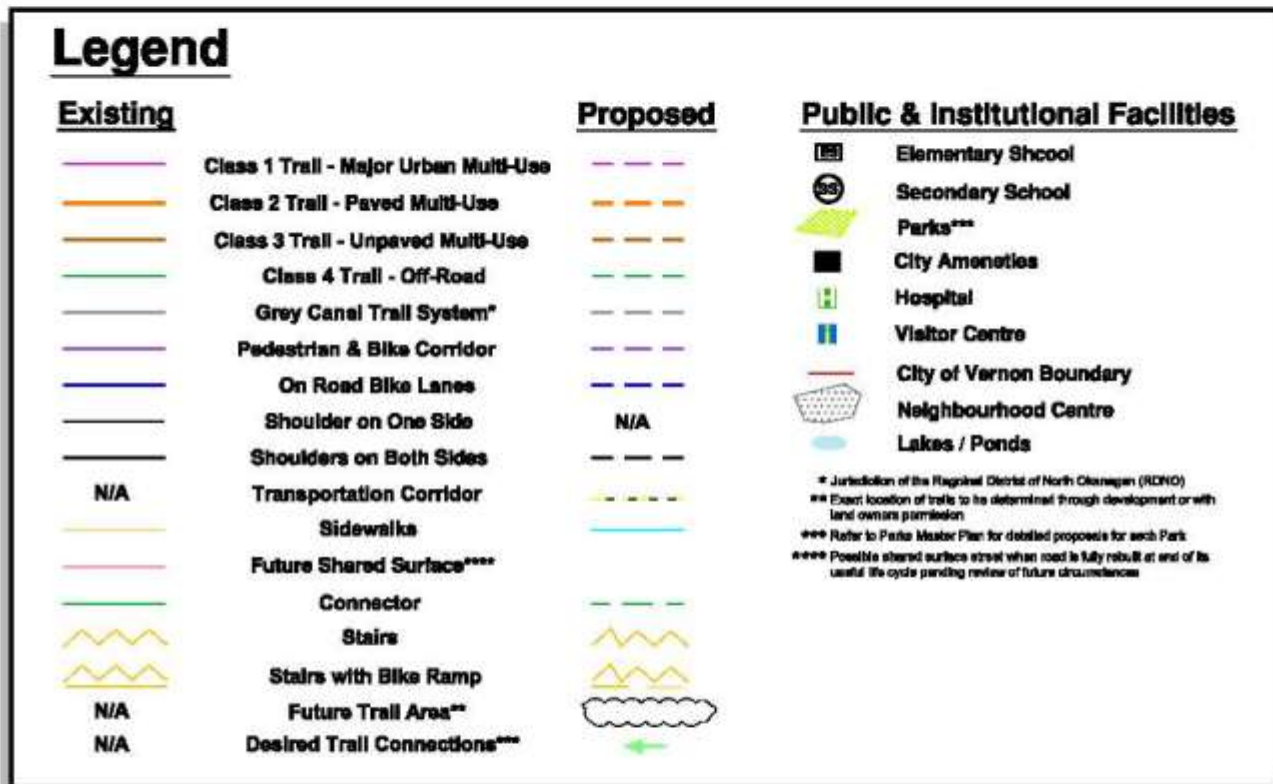 Legend
Existing
Proposed
Class 1 Trail - Major Urban Multi-Use
Class 2 Trail - Paved Multi-Use
Class 3 Trail - Unpaved Multi-Use
Class 4 Trail - Off-Road
Grey Canal Trail System*
Pedestrian & Bike Corridor
On Road Bike Lanes
Shoulder on One Side N/A
Shoulders on Both Sides
N/A Transportation Corridor
Sidewalks
Future Shared Surface****
Connector
Stairs
Stairs with Bike Ramp
N/A Future Trail Area**
N/A Desired Trail Connections***
Public & Institutional Facilities
Elementary Shcool
SS Secondary School
Parks***
City Ameneties
H Hospital
Visitor Centre
City of Vernon Boundary
Neighbourhood Centre
Lakes / Ponds
* Jurisdiction of the Regional District of North Okanagan (RDNO)
** Exact location of trails to be determined through development or with
land owners permission
*** Refer to Parks Master Plan for detailed proposals for each Park
**** Possible shared surface street when road is fully rebuilt at end of its
useful life cycle pending review of future circumstances